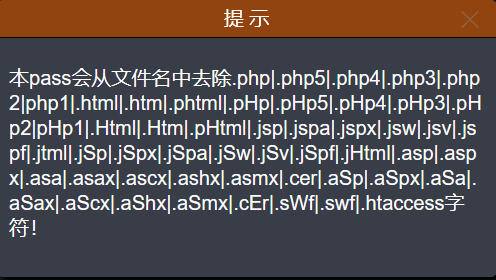 提 示
本pass会从文件名中去除.php|.php5|.php4|.php3|.php
2|php1|.html|.htm|.phtml|.pHp|.pHp5|.pHp4|.pHp3|.pH
p2|pHp1|.Html|.Htm|.pHtml|.jsp|.jspa|.jspx|.jsw|.jsv|.js
pf|.jtml|.jSp|.jSpx|.jSpa|.jSw|.jSv|.jSpf|.jHtml|.asp|.asp
x|.asa|.asax|.ascx|.ashx|.asmx|.cer|.aSp|.aSpx|.aSa|.
aSax|.aScx|.aShx|.aSmx|.cEr|.sWf|.swf|.htaccess字
符！